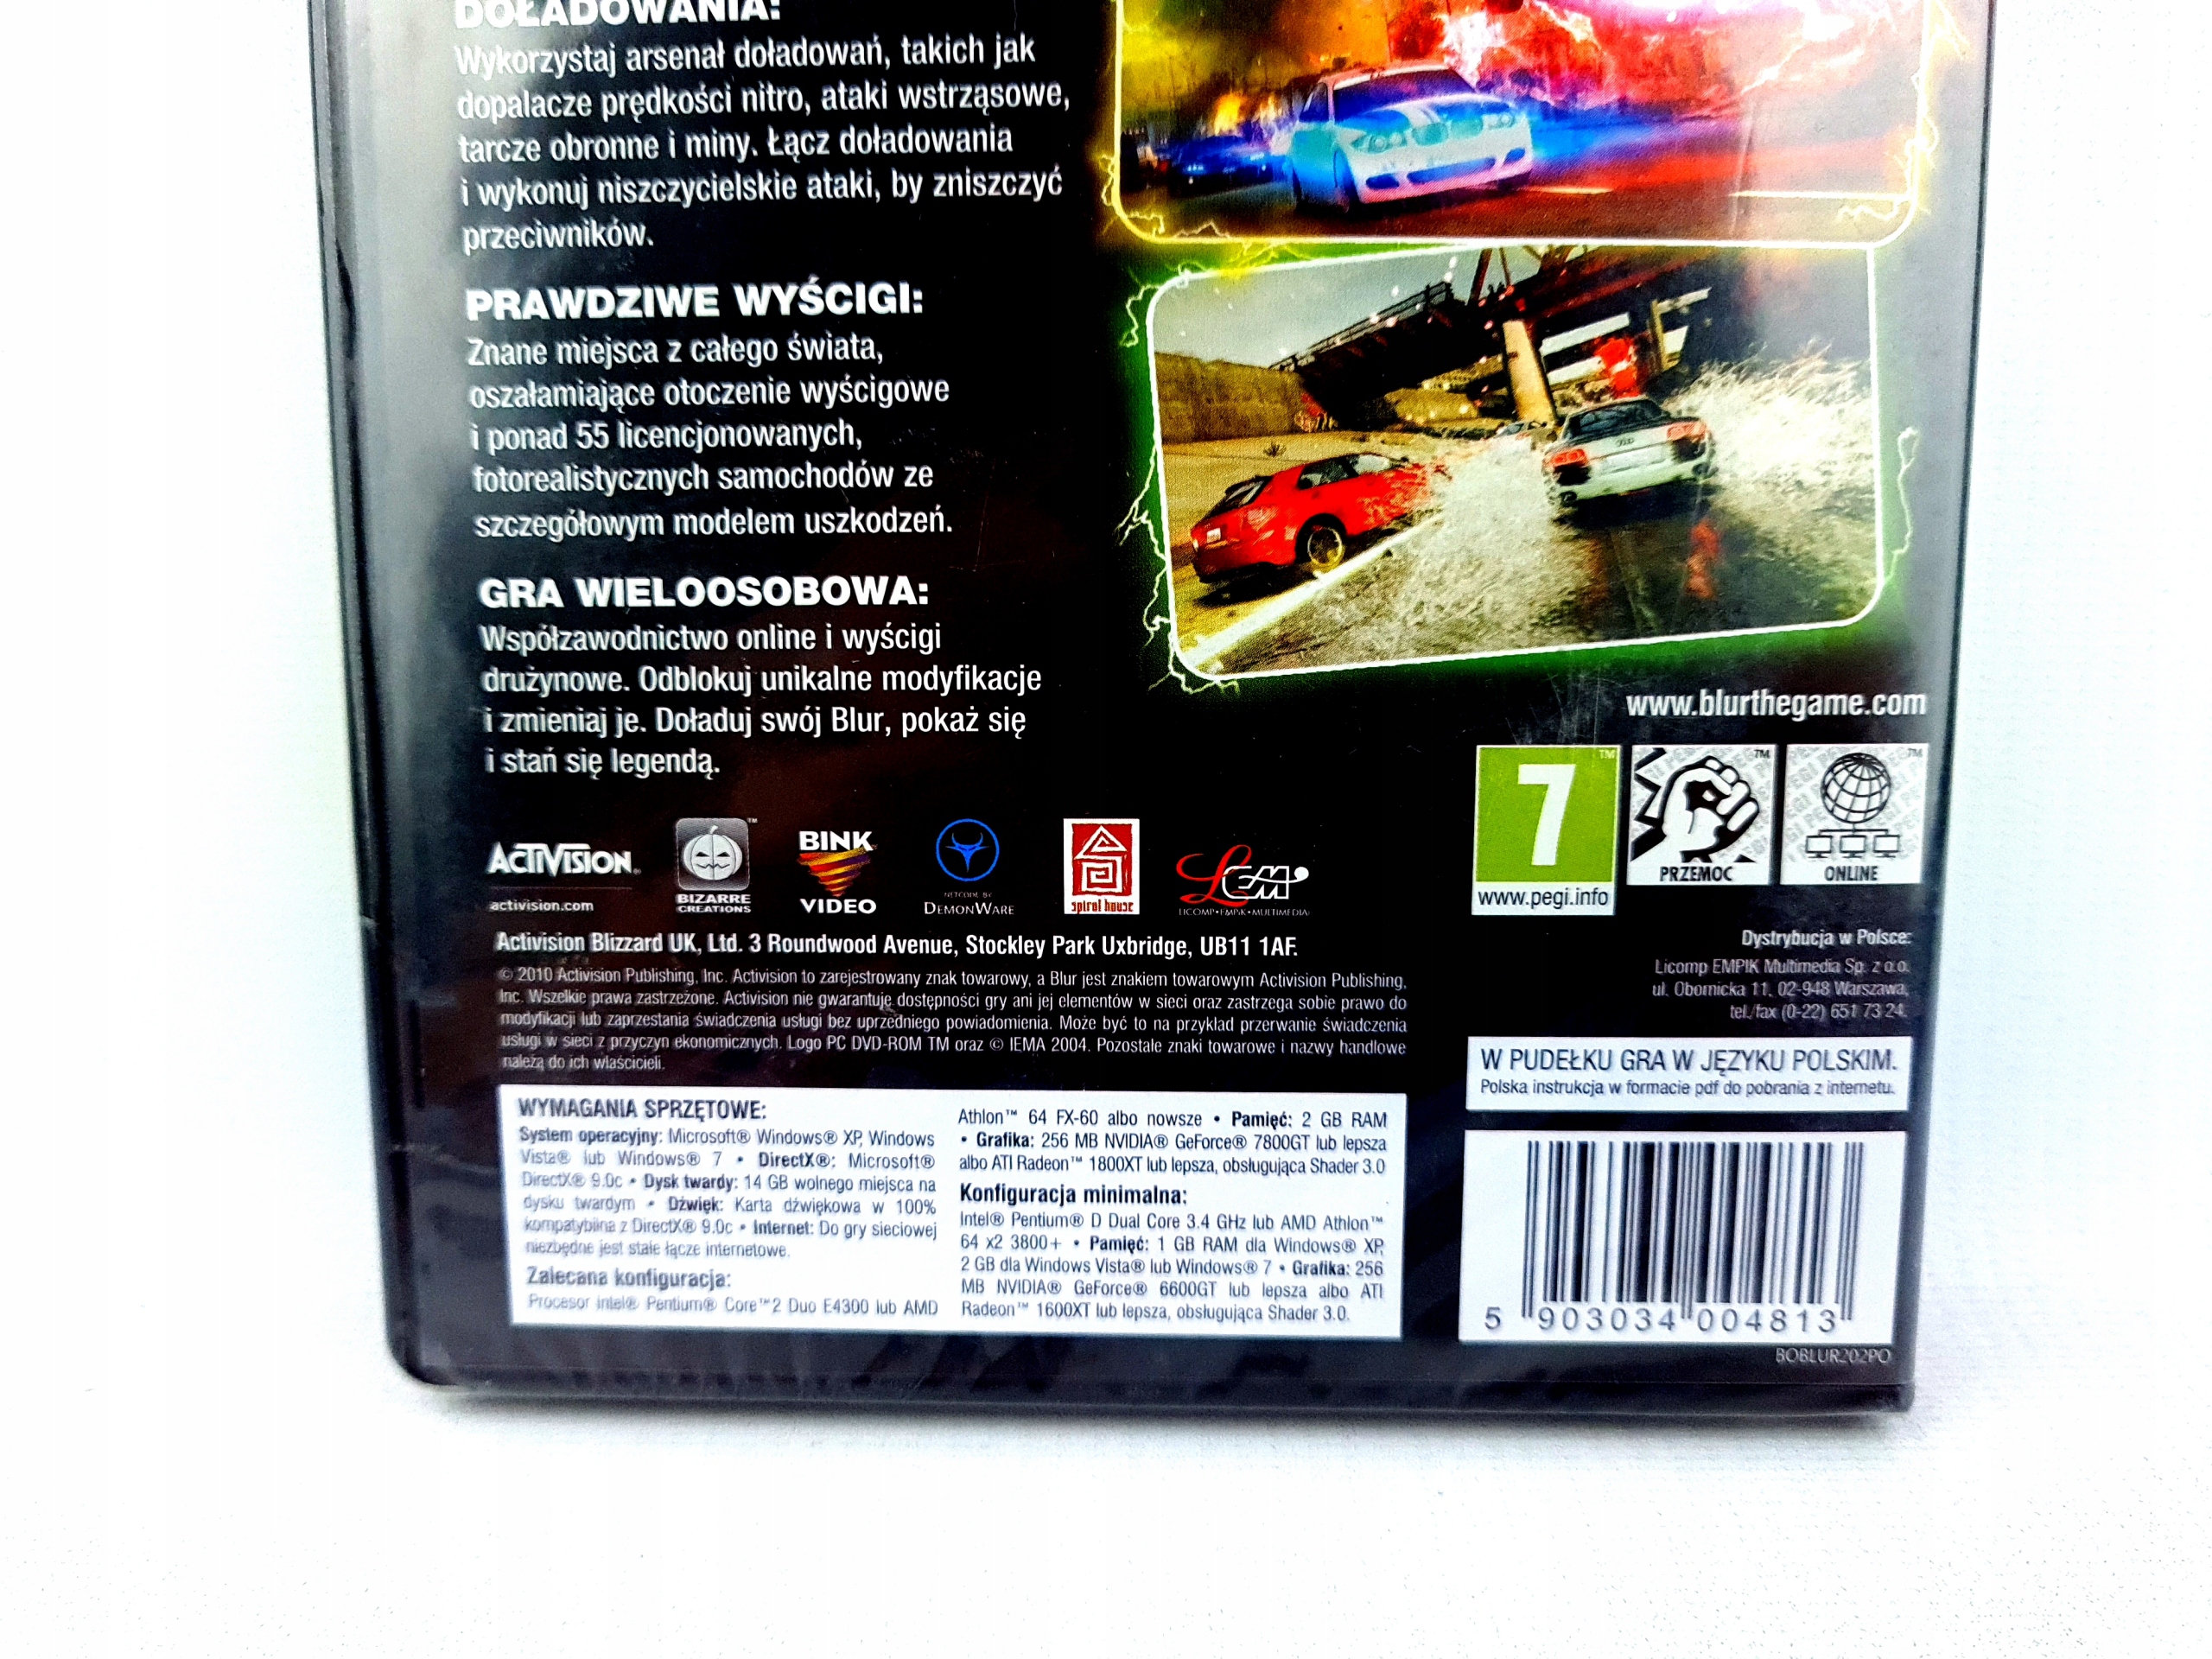 DOŁADOWANIA:
Wykorzystaj arsenał doładowań, takich jak
dopalacze prędkości nitro, ataki wstrząsowe,
tarcze obronne i miny. Łącz doładowania
i wykonuj niszczycielskie ataki, by zniszczyć
przeciwników.
PRAWDZIWE WYŚCIGI:
Znane miejsca z całego świata,
oszałamiające otoczenie wyścigowe
i ponad 55 licencjonowanych,
fotorealistycznych samochodów ze
szczegółowym modelem uszkodzeń.
GRA WIELOOSOBOWA:
Współzawodnictwo online i wyścigi
drużynowe. Odblokuj unikalne modyfikacje
i zmieniaj je. Doładuj swój Blur, pokaż się
i stań się legendą.
www.blurthegame.com
7
www.pegi.info
PRZEMOC
ONLINE
ACTIVISION®
activision.com
BIZARRE
CREATIONS
BINK
VIDEO
NETCODE BY
DEMONWARE
spiral house
LEM
LICOMP•EMPIK•MULTIMEDIA
Activision Blizzard UK, Ltd. 3 Roundwood Avenue, Stockley Park Uxbridge, UB11 1AF.
© 2010 Activision Publishing, Inc. Activision to zarejestrowany znak towarowy, a Blur jest znakiem towarowym Activision Publishing,
Inc. Wszelkie prawa zastrzeżone. Activision nie gwarantuje dostępności gry ani jej elementów w sieci oraz zastrzega sobie prawo do
modyfikacji lub zaprzestania świadczenia usługi bez uprzedniego powiadomienia. Może być to na przykład przerwanie świadczenia
usługi w sieci z przyczyn ekonomicznych. Logo PC DVD-ROM TM oraz © IEMA 2004. Pozostałe znaki towarowe i nazwy handlowe
należą do ich właścicieli.
Dystrybucja w Polsce:
Licomp EMPIK Multimedia Sp. z o.o.
ul. Obornicka 11, 02-948 Warszawa,
tel./fax (0-22) 651 73 24.
W PUDEŁKU GRA W JĘZYKU POLSKIM.
Polska instrukcja w formacie pdf do pobrania z internetu.
WYMAGANIA SPRZĘTOWE:
System operacyjny: Microsoft® Windows® XP, Windows
Vista® lub Windows® 7 • DirectX®: Microsoft®
DirectX® 9.0c • Dysk twardy: 14 GB wolnego miejsca na
dysku twardym • Dźwięk: Karta dźwiękowa w 100%
kompatybilna z DirectX® 9.0c • Internet: Do gry sieciowej
niezbędne jest stałe łącze internetowe.
Zalecana konfiguracja:
Procesor Intel® Pentium® Core™2 Duo E4300 lub AMD
Athlon™ 64 FX-60 albo nowsze • Pamięć: 2 GB RAM
• Grafika: 256 MB NVIDIA® GeForce® 7800GT lub lepsza
albo ATI Radeon™ 1800XT lub lepsza, obsługująca Shader 3.0
Konfiguracja minimalna:
Intel® Pentium® D Dual Core 3.4 GHz lub AMD Athlon™
64 x2 3800+ • Pamięć: 1 GB RAM dla Windows® XP,
2 GB dla Windows Vista® lub Windows® 7 • Grafika: 256
MB NVIDIA® GeForce® 6600GT lub lepsza albo ATI
Radeon™ 1600XT lub lepsza, obsługująca Shader 3.0.
5 903034 004813
BOBLUR202PO